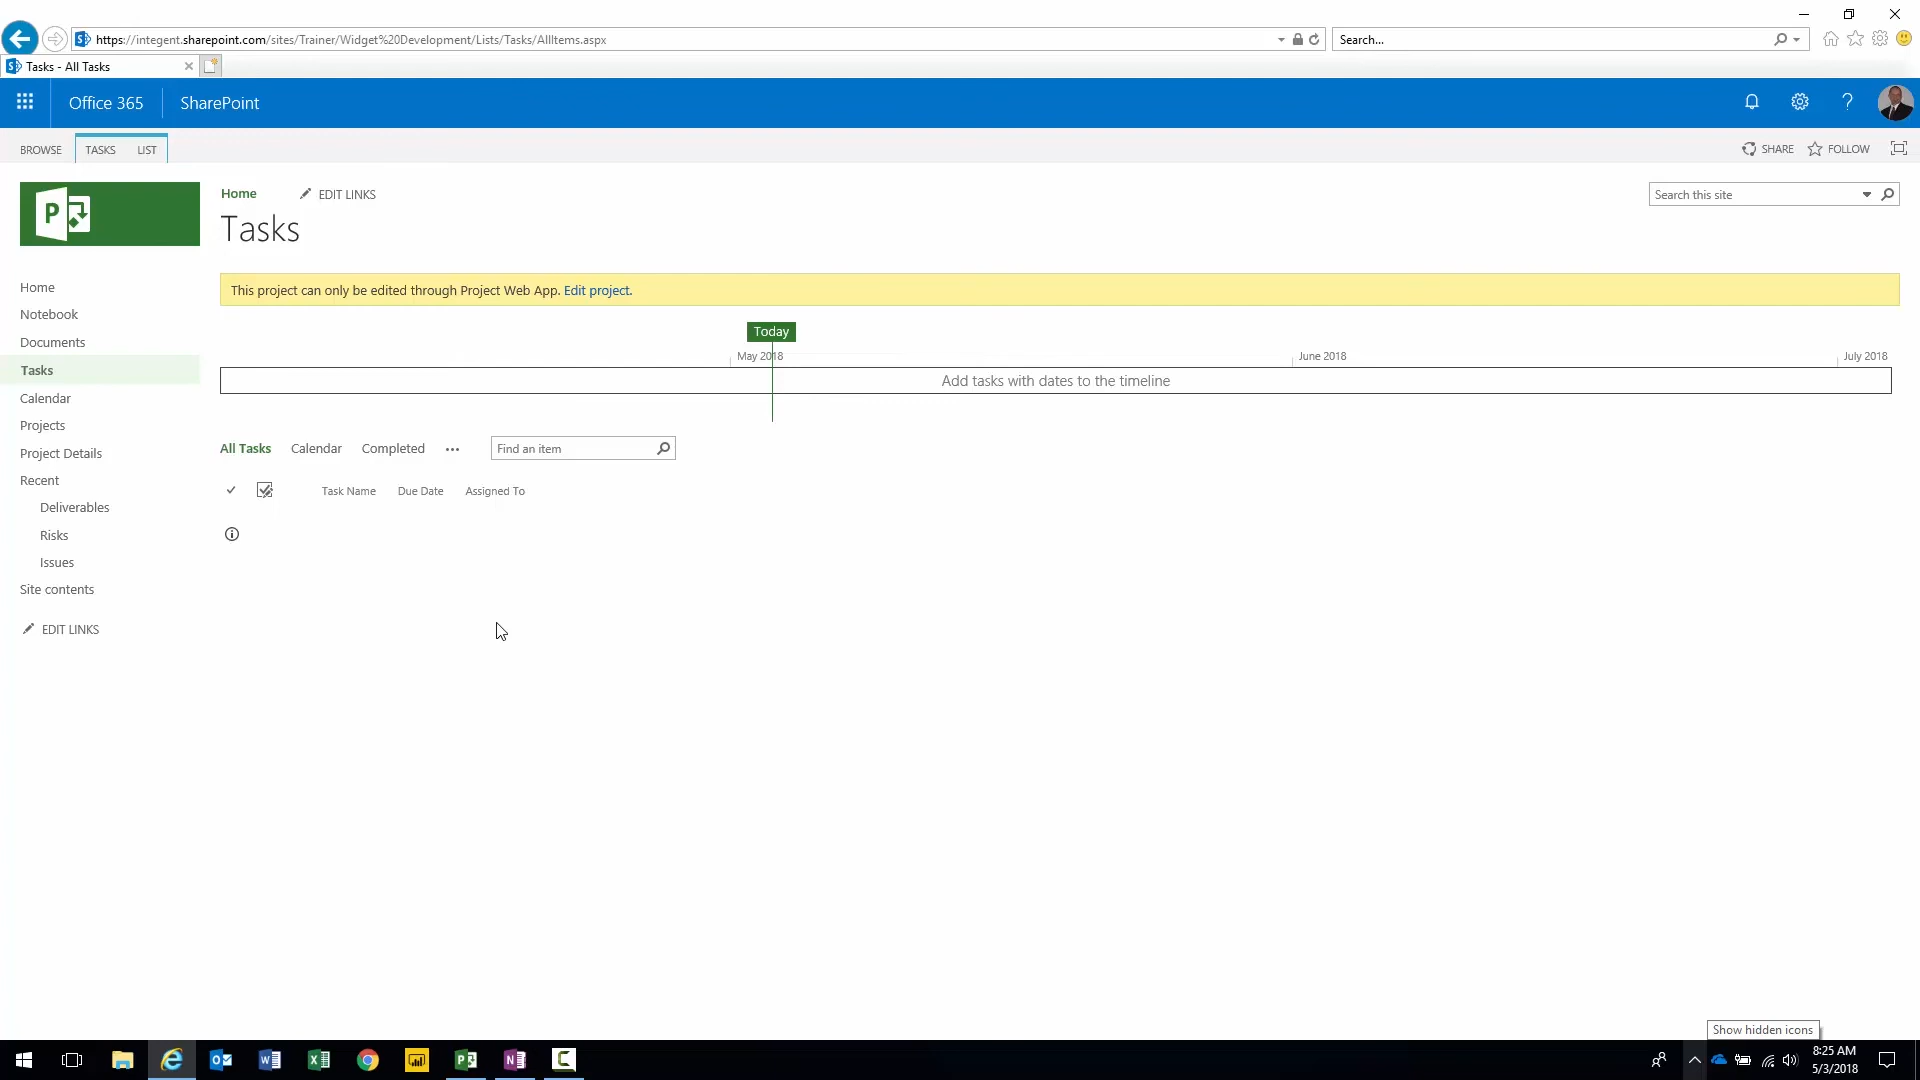 https://integent.sharepoint.com/sites/Trainer/Widget%20Development/Lists/Tasks/AllItems.aspx
Search...
Tasks - All Tasks
Office 365
SharePoint
BROWSE
TASKS
LIST
SHARE
FOLLOW
Home
EDIT LINKS
Search this site
Tasks
This project can only be edited through Project Web App. Edit project.
Today
May 2018
June 2018
July 2018
Add tasks with dates to the timeline
Home
Notebook
Documents
Tasks
Calendar
Projects
Project Details
Recent
Deliverables
Risks
Issues
Site contents
EDIT LINKS
All Tasks
Calendar
Completed
...
Find an item
Task Name
Due Date
Assigned To
Show hidden icons
8:25 AM
5/3/2018